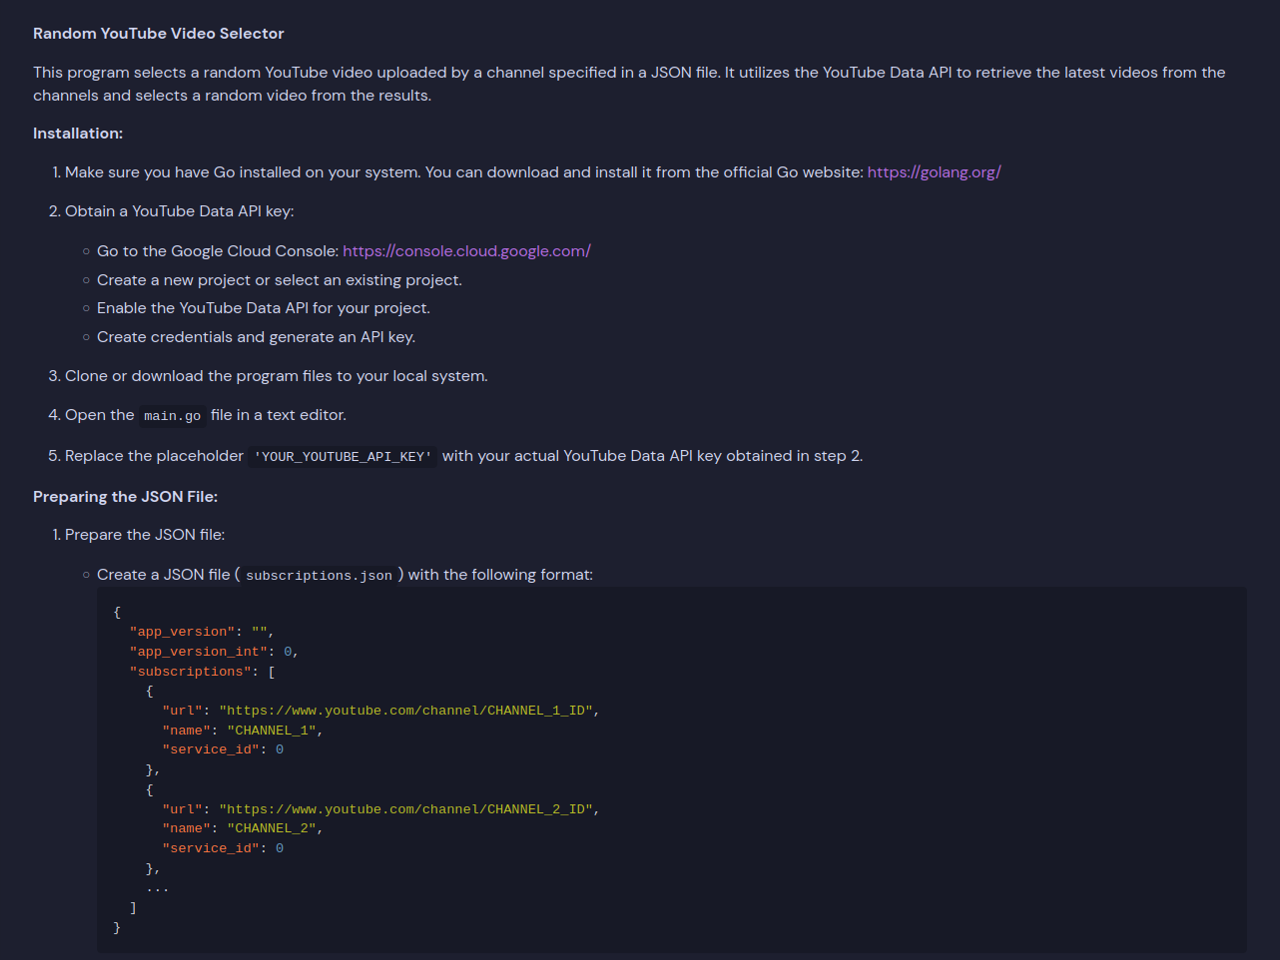 Random YouTube Video Selector
This program selects a random YouTube video uploaded by a channel specified in a JSON file. It utilizes the YouTube Data API to retrieve the latest videos from the
channels and selects a random video from the results.
Installation:
1. Make sure you have Go installed on your system. You can download and install it from the official Go website: https://golang.org/
2. Obtain a YouTube Data API key:
○ Go to the Google Cloud Console: https://console.cloud.google.com/
○ Create a new project or select an existing project.
○ Enable the YouTube Data API for your project.
○ Create credentials and generate an API key.
3. Clone or download the program files to your local system.
4. Open the main.go file in a text editor.
5. Replace the placeholder 'YOUR_YOUTUBE_API_KEY' with your actual YouTube Data API key obtained in step 2.
Preparing the JSON File:
1. Prepare the JSON file:
○ Create a JSON file ( subscriptions.json ) with the following format:
{
  "app_version": "",
  "app_version_int": 0,
  "subscriptions": [
    {
      "url": "https://www.youtube.com/channel/CHANNEL_1_ID",
      "name": "CHANNEL_1",
      "service_id": 0
    },
    {
      "url": "https://www.youtube.com/channel/CHANNEL_2_ID",
      "name": "CHANNEL_2",
      "service_id": 0
    },
    ...
  ]
}